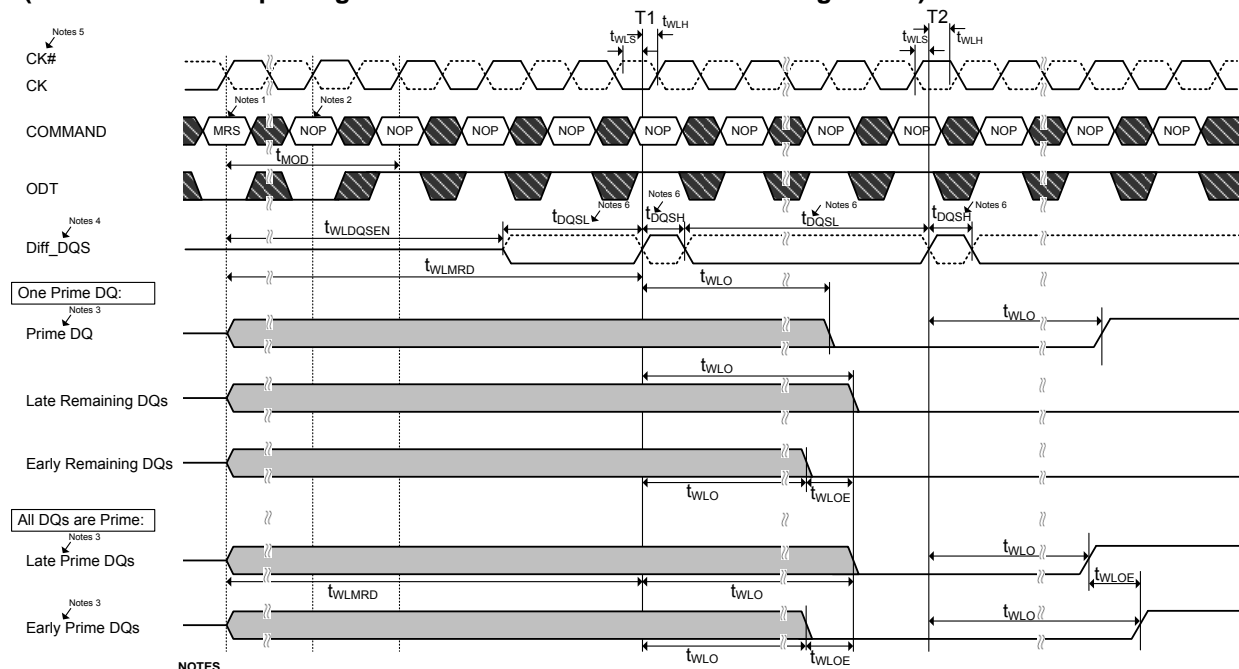 T1 T2
tWLS tWLH tWLS tWLH
Notes 5
CK#
CK
Notes 1 Notes 2
COMMAND MRS NOP NOP NOP NOP NOP NOP NOP NOP NOP NOP NOP
tMOD
ODT
Notes 4 Notes 6 Notes 6 Notes 6 Notes 6
tWLDQSEN tDQSL tDQSH tDQSL tDQSH
Diff_DQS
tWLMRD
tWLO
One Prime DQ:
Notes 3
Prime DQ
tWLO
tWLO
Late Remaining DQs
Early Remaining DQs
tWLO tWLOE
All DQs are Prime:
Notes 3
Late Prime DQs
tWLO
tWLOE
tWLMRD tWLO
Notes 3
Early Prime DQs
tWLO
tWLO tWLOE
NOTES